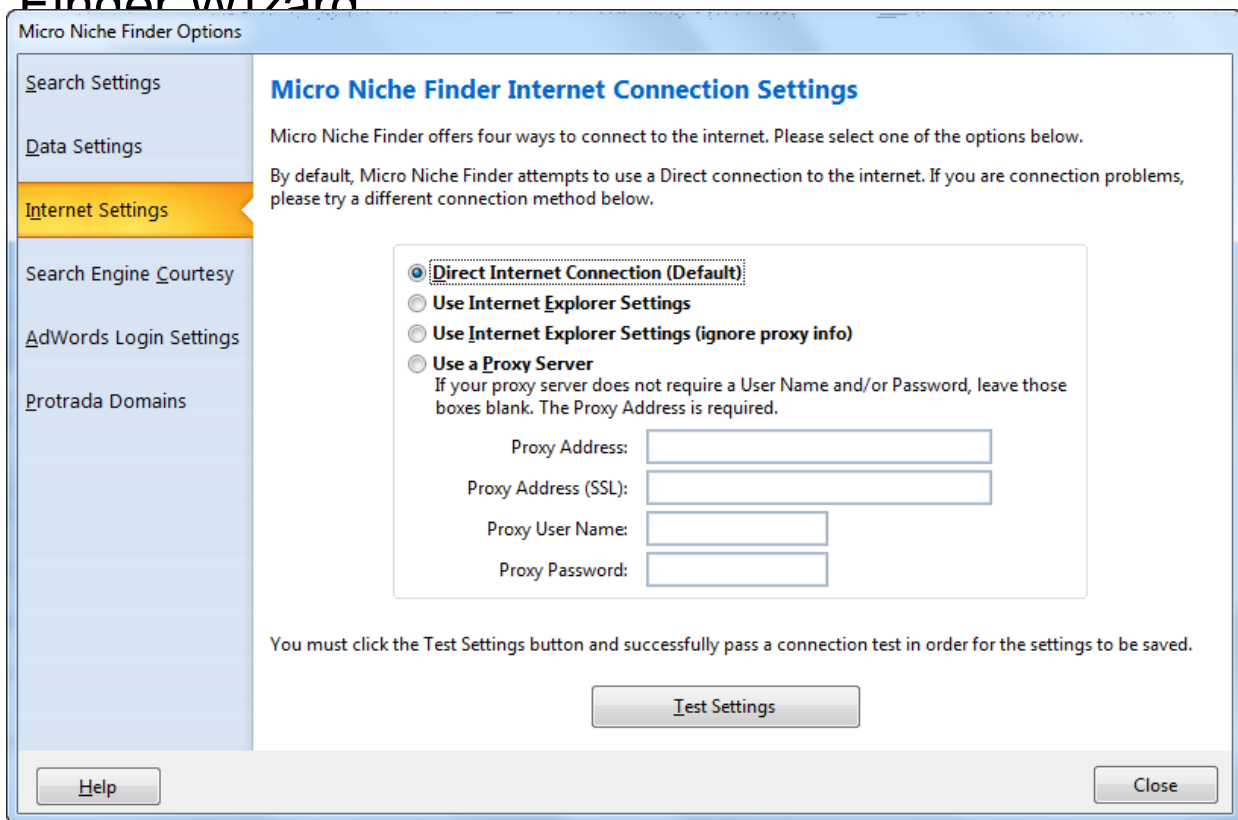 Finder Wizard
Micro Niche Finder Options
Search Settings
Data Settings
Internet Settings
Search Engine Courtesy
AdWords Login Settings
Protrada Domains
Micro Niche Finder Internet Connection Settings
Micro Niche Finder offers four ways to connect to the internet. Please select one of the options below.
By default, Micro Niche Finder attempts to use a Direct connection to the internet. If you are connection problems,
please try a different connection method below.
Direct Internet Connection (Default)
Use Internet Explorer Settings
Use Internet Explorer Settings (ignore proxy info)
Use a Proxy Server
If your proxy server does not require a User Name and/or Password, leave those
boxes blank. The Proxy Address is required.
Proxy Address:
Proxy Address (SSL):
Proxy User Name:
Proxy Password:
You must click the Test Settings button and successfully pass a connection test in order for the settings to be saved.
Test Settings
Help
Close